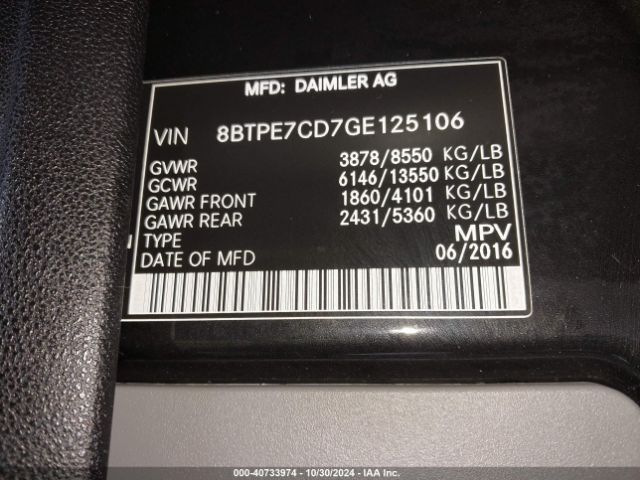 MFD: DAIMLER AG
VIN 8BTPE7CD7GE125106
GVWR 3878/8550 KG/LB
GCWR 6146/13550 KG/LB
GAWR FRONT 1860/4101 KG/LB
GAWR REAR 2431/5360 KG/LB
TYPE MPV
DATE OF MFD 06/2016
000-40733974 | 10/30/2024 | IAA Inc.